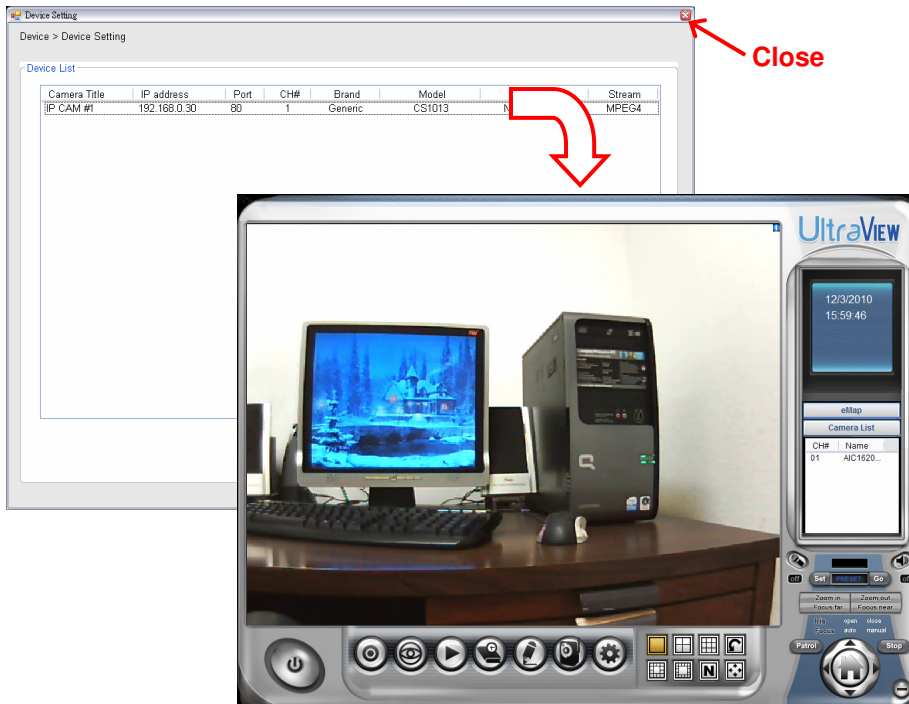 Device Setting
Device > Device Setting
Close
Device List
Camera Title IP address Port CH# Brand Model Stream
IP CAM #1 192.168.0.30 80 1 Generic CS1013 N MPEG4
UltraVIEW
12/3/2010
15:59:46
eMap
Camera List
CH# Name
01 AIC1620...
off Set PRESET Go of
Zoom in Zoom out
Focus far Focus near
Iris open close
Focus auto manual
Patrol Stop
N